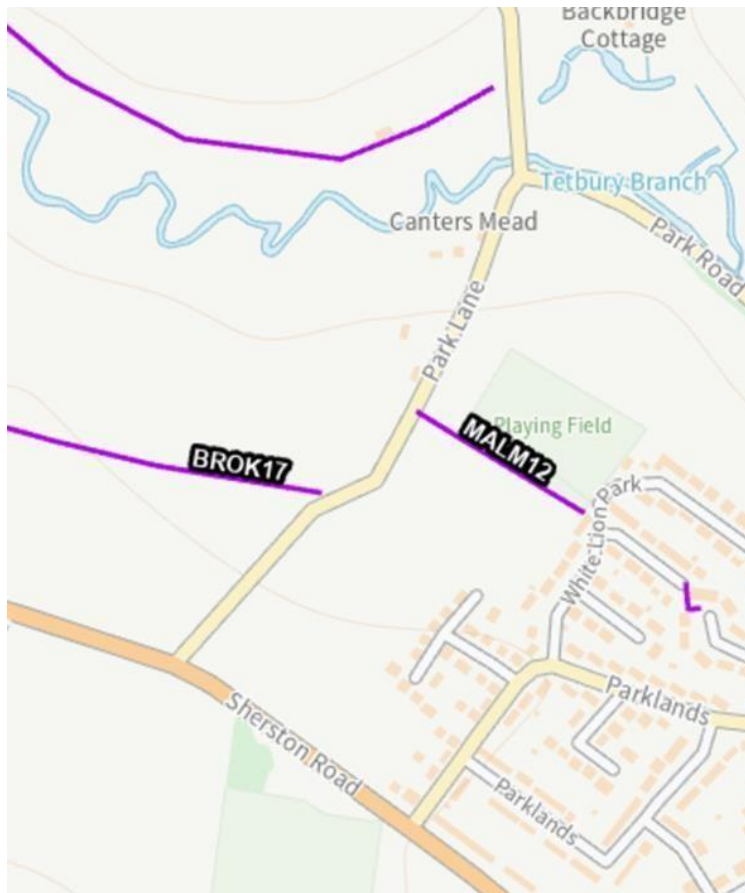 Backbridge
Cottage
Tetbury Branch
Canters Mead
Park Road
Park Lane
Playing Field
MALM12
BROK17
White Lion Park
Parklands
Sherston Road
Parklands